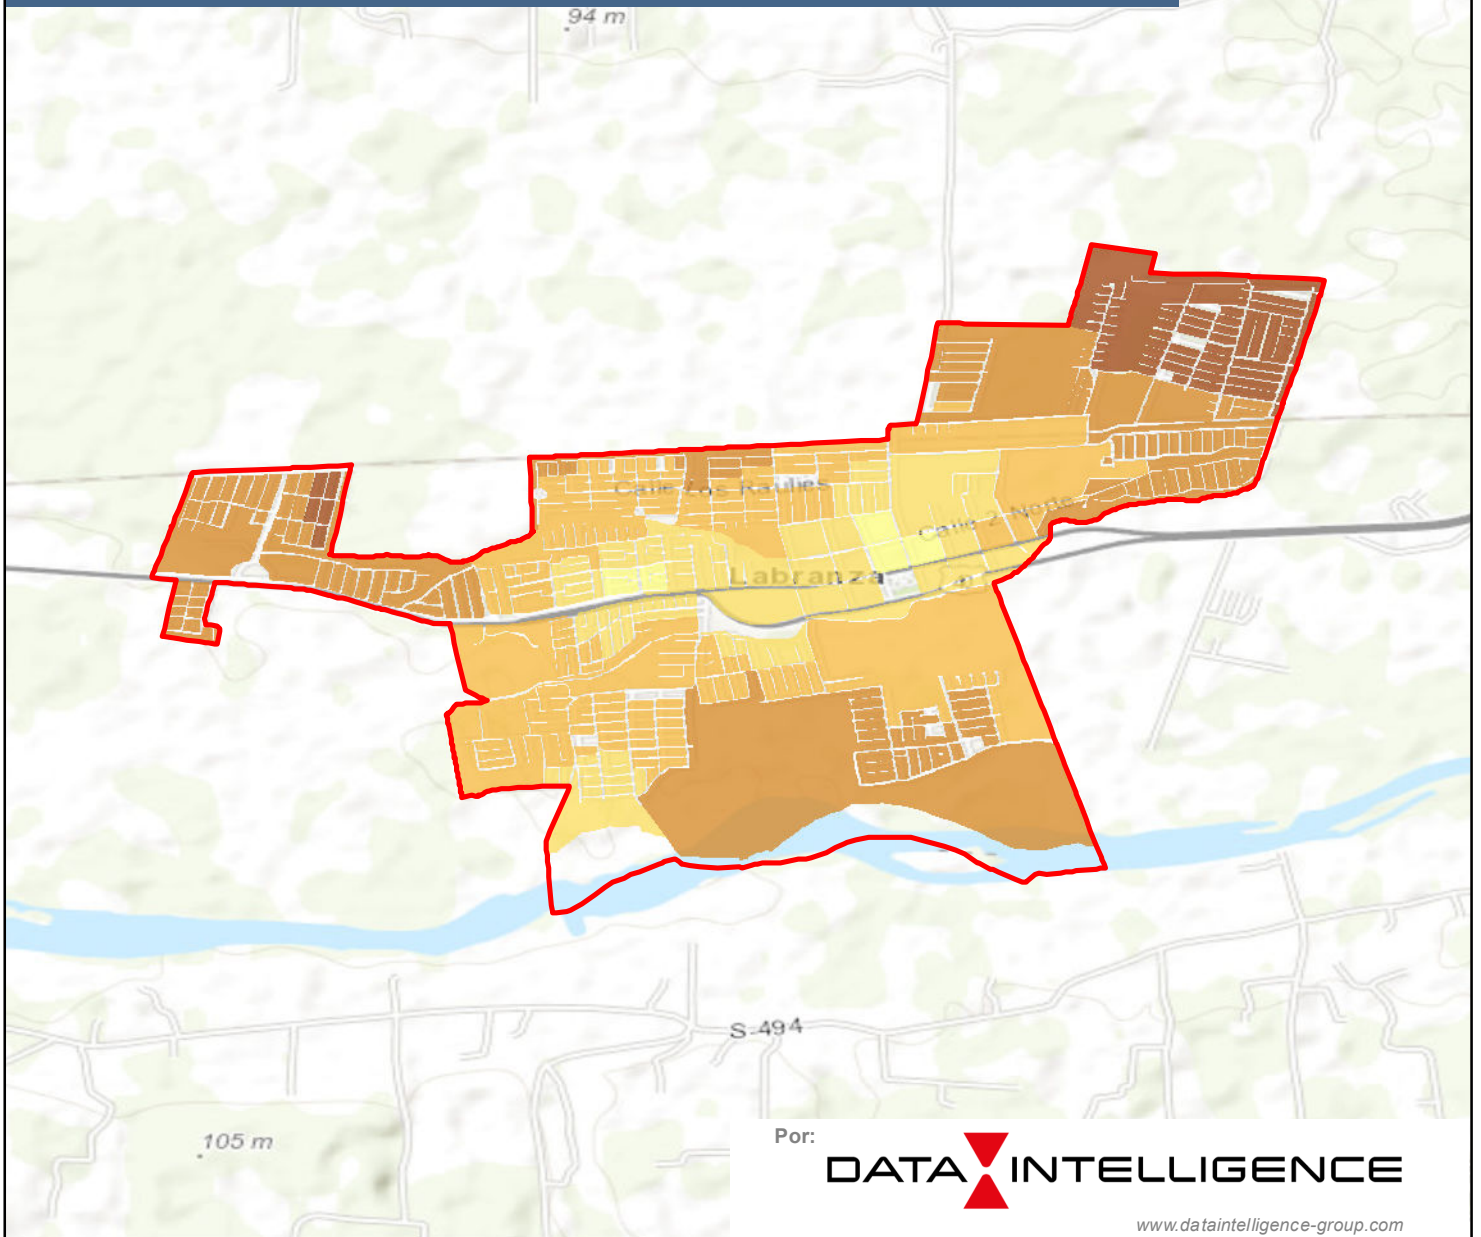 94 m
Calle Los Raulíes
Calle 2 Norte
Labranza
S-494
105 m
Por:
DATA INTELLIGENCE
www.dataintelligence-group.com